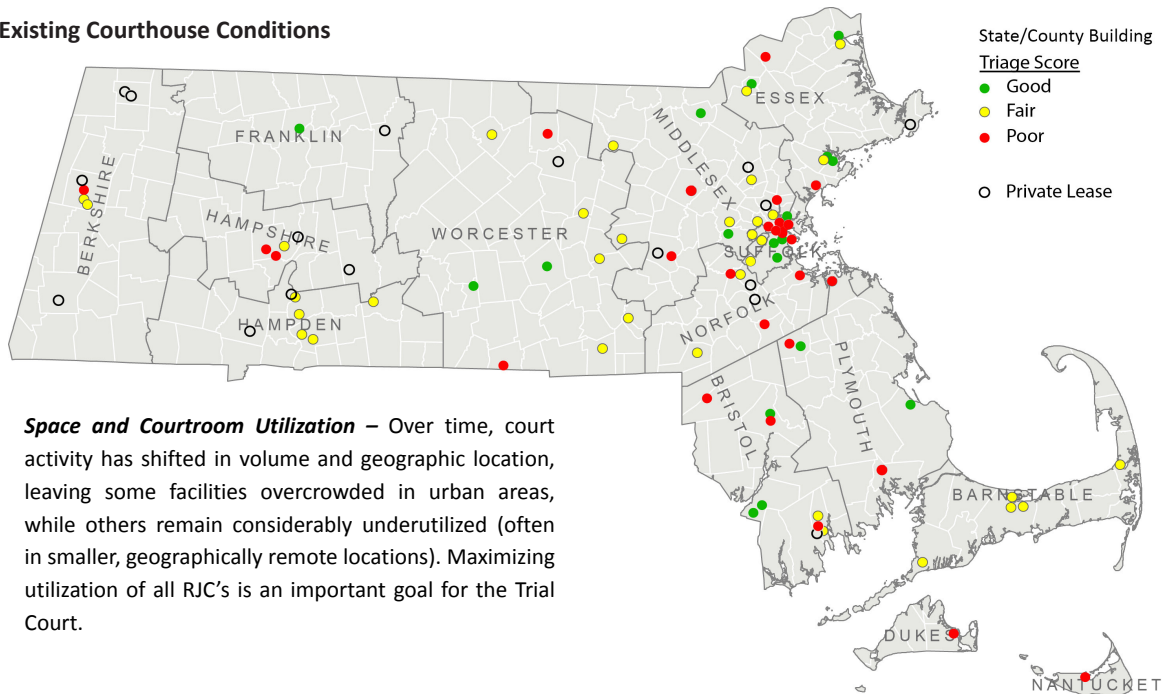 Existing Courthouse Conditions
State/County Building
Triage Score
Good
Fair
Poor
Private Lease
ESSEX
FRANKLIN
MIDDLESEX
BERKSHIRE
HAMPSHIRE
WORCESTER
SUFFOLK
HAMPDEN
NORFOLK
PLYMOUTH
BRISTOL
BARNSTABLE
DUKES
NANTUCKET
Space and Courtroom Utilization – Over time, court
activity has shifted in volume and geographic location,
leaving some facilities overcrowded in urban areas,
while others remain considerably underutilized (often
in smaller, geographically remote locations). Maximizing
utilization of all RJC's is an important goal for the Trial
Court.